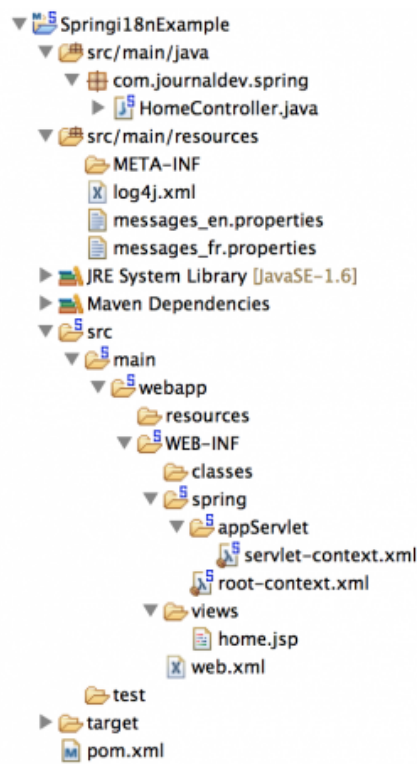 Springi18nExample
src/main/java
com.journaldev.spring
HomeController.java
src/main/resources
META-INF
log4j.xml
messages_en.properties
messages_fr.properties
JRE System Library [JavaSE-1.6]
Maven Dependencies
src
main
webapp
resources
WEB-INF
classes
spring
appServlet
servlet-context.xml
root-context.xml
views
home.jsp
web.xml
test
target
pom.xml